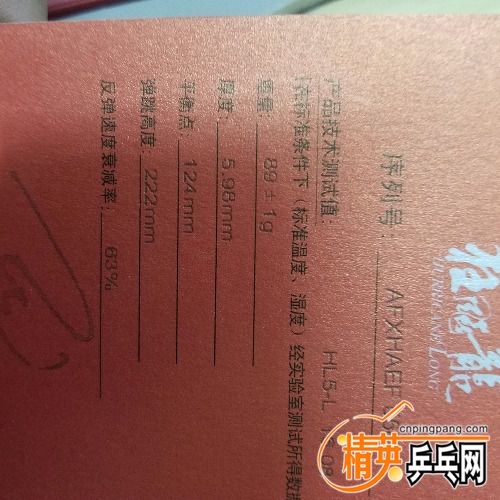 序列号:
产品技术测试值: HL5-L
(在标准条件下(标准温度、湿度)经实验室测试所得数据
重量: 89±1g
厚度: 5.98mm
平衡点: 124mm
弹跳高度: 222mm
反弹速度衰减率: 63%
cnpingpang.com
精英乒乓网